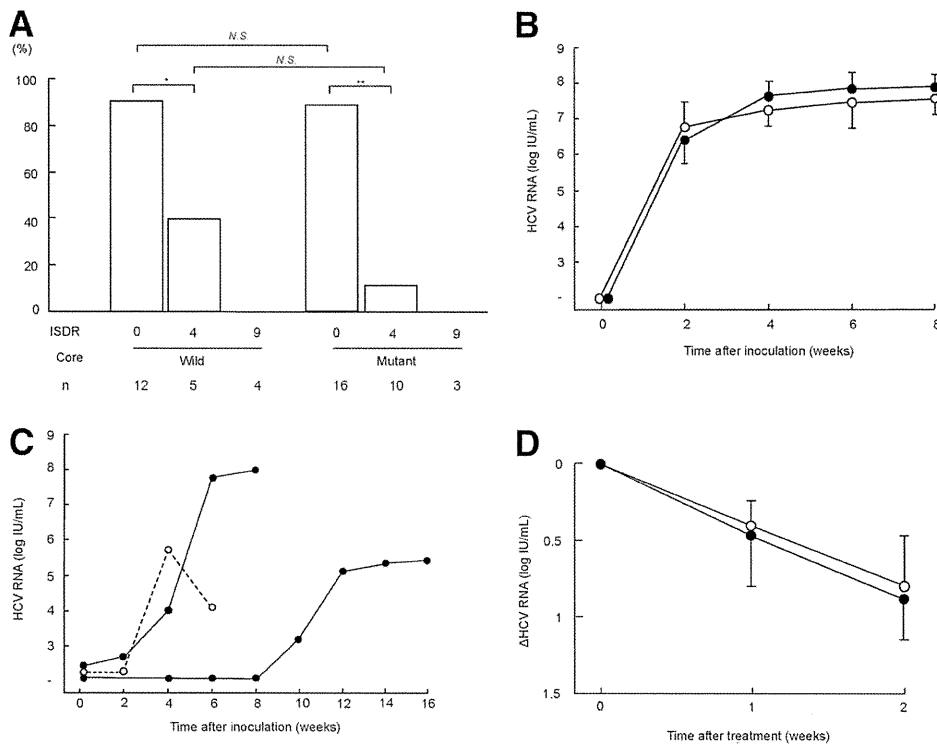 A
(%)
N.S.
N.S.
*
**
100
80
60
40
20
0
ISDR 0 4 9 0 4 9
Core Wild Mutant
n 12 5 4 16 10 3
B
HCV RNA (log IU/mL)
9
8
7
6
5
3
-
0 2 4 6 8
Time after inoculation (weeks)
C
HCV RNA (log IU/mL)
9
8
7
6
5
4
3
-
0 2 4 6 8 10 12 14 16
Time after inoculation (weeks)
D
ΔHCV RNA (log IU/mL)
0
0.5
1
1.5
0 1 2
Time after treatment (weeks)